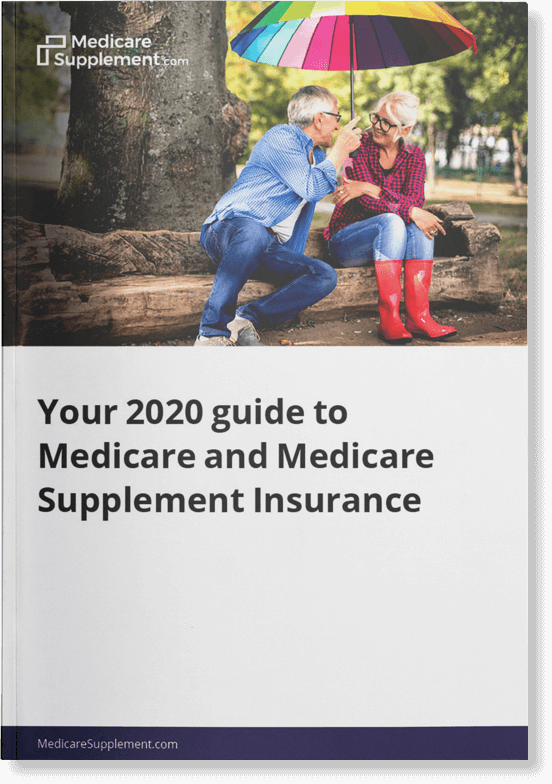 Medicare
Supplement.com
Your 2020 guide to
Medicare and Medicare
Supplement Insurance
MedicareSupplement.com